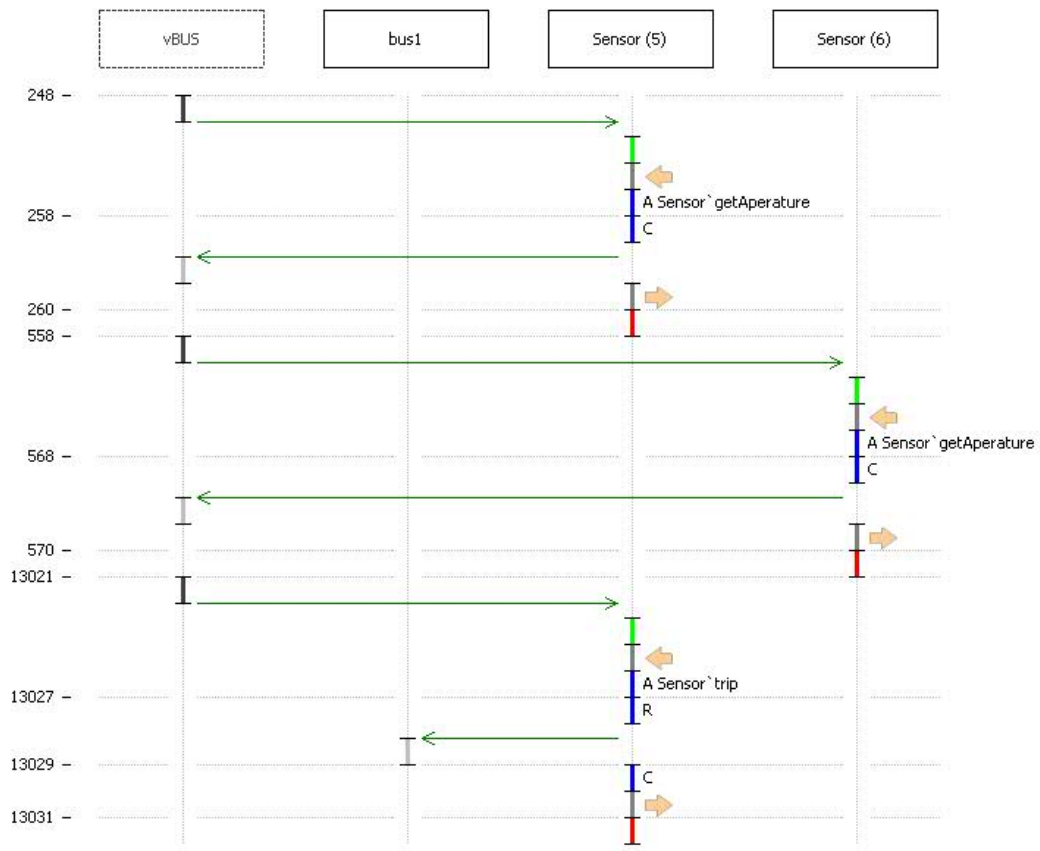 vBUS bus1 Sensor (5) Sensor (6)
248 –
A Sensor`getAperature
258 –
C
260 –
558 –
A Sensor`getAperature
568 –
C
570 –
13021 –
A Sensor`trip
13027 –
R
13029 –
C
13031 –